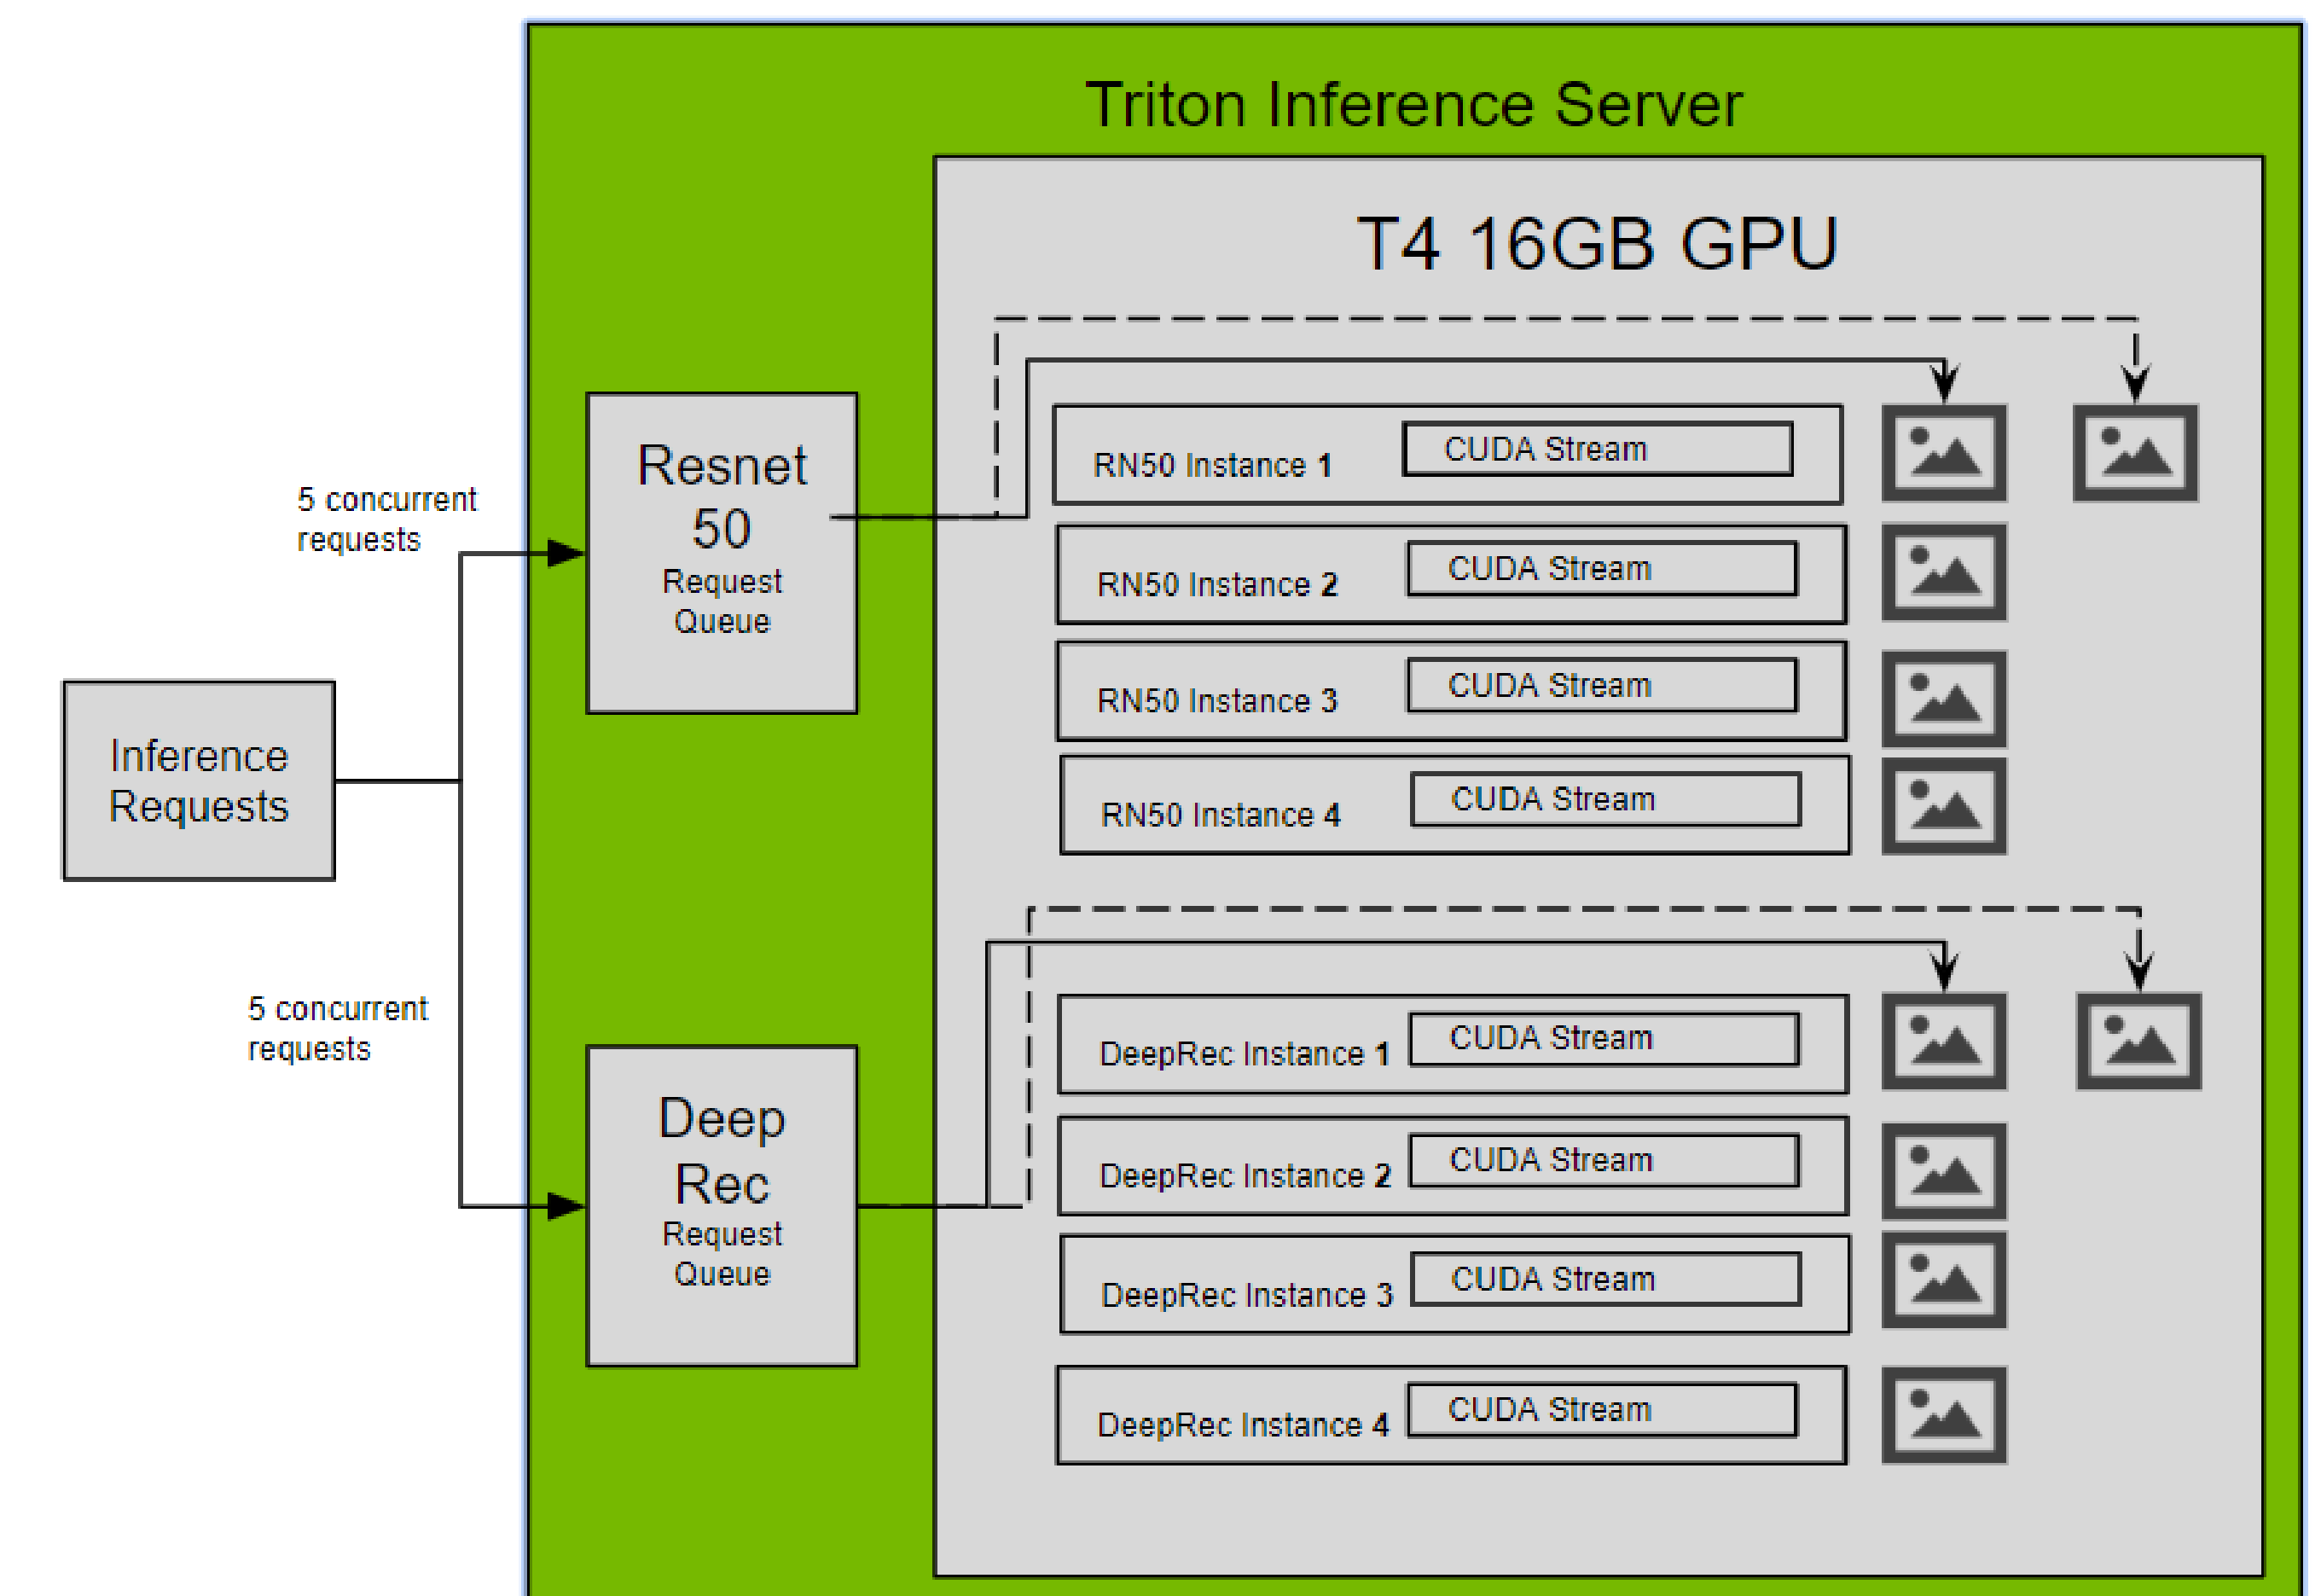 Triton Inference Server
T4 16GB GPU
5 concurrent
requests
Resnet
50
Request
Queue
RN50 Instance 1
CUDA Stream
RN50 Instance 2
CUDA Stream
RN50 Instance 3
CUDA Stream
RN50 Instance 4
CUDA Stream
Inference
Requests
5 concurrent
requests
Deep
Rec
Request
Queue
DeepRec Instance 1
CUDA Stream
DeepRec Instance 2
CUDA Stream
DeepRec Instance 3
CUDA Stream
DeepRec Instance 4
CUDA Stream